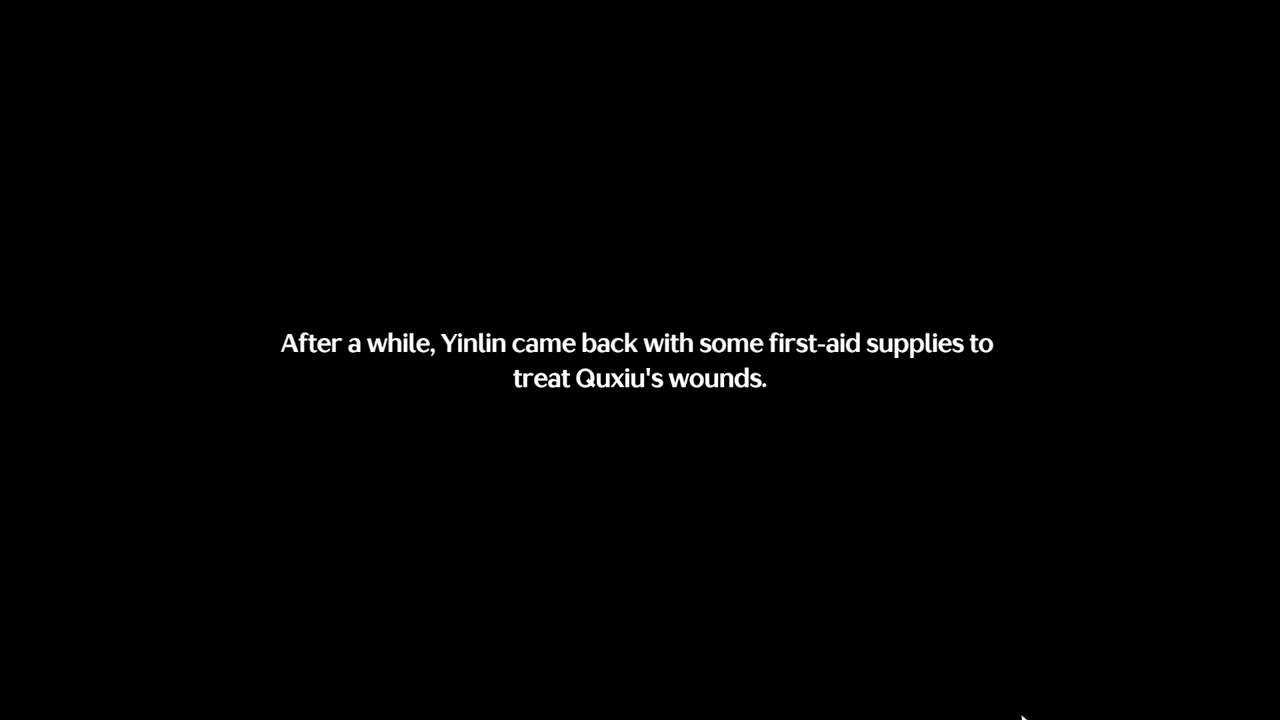 After a while, Yinlin came back with some first-aid supplies to
treat Quxiu's wounds.